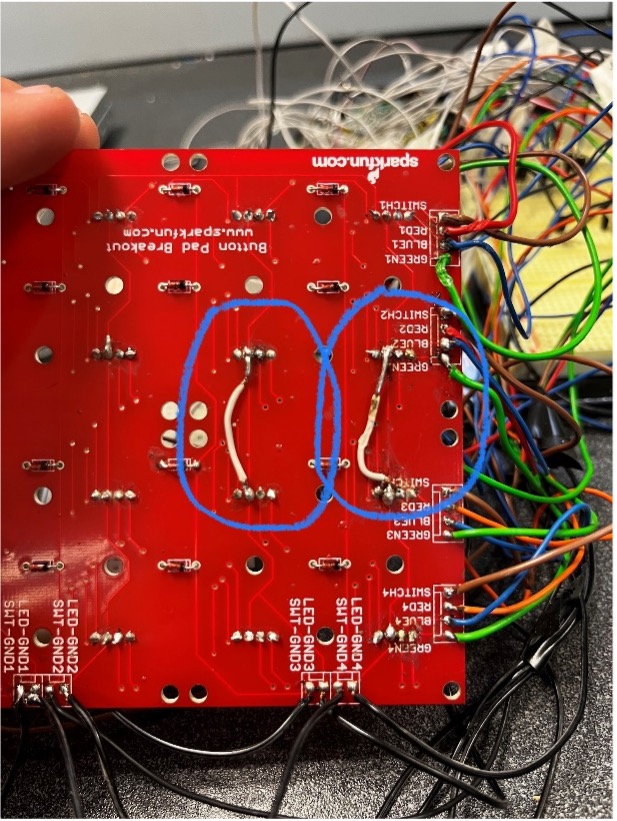 sparkfun.com
Button Pad Breakout
www.sparkfun.com
SWITCH1
RED1
BLUE1
GREEN1
SWITCH2
RED2
BLUE2
GREEN
SWITCH
RED3
BLUE3
GREEN3
SWITCH4
RED4
BLUE4
GREEN4
SWT-GND1
LED-GND1
SWT-GND2
LED-GND2
LED-GND3
SWT-GND3
SWT-GND4
LED-GND4